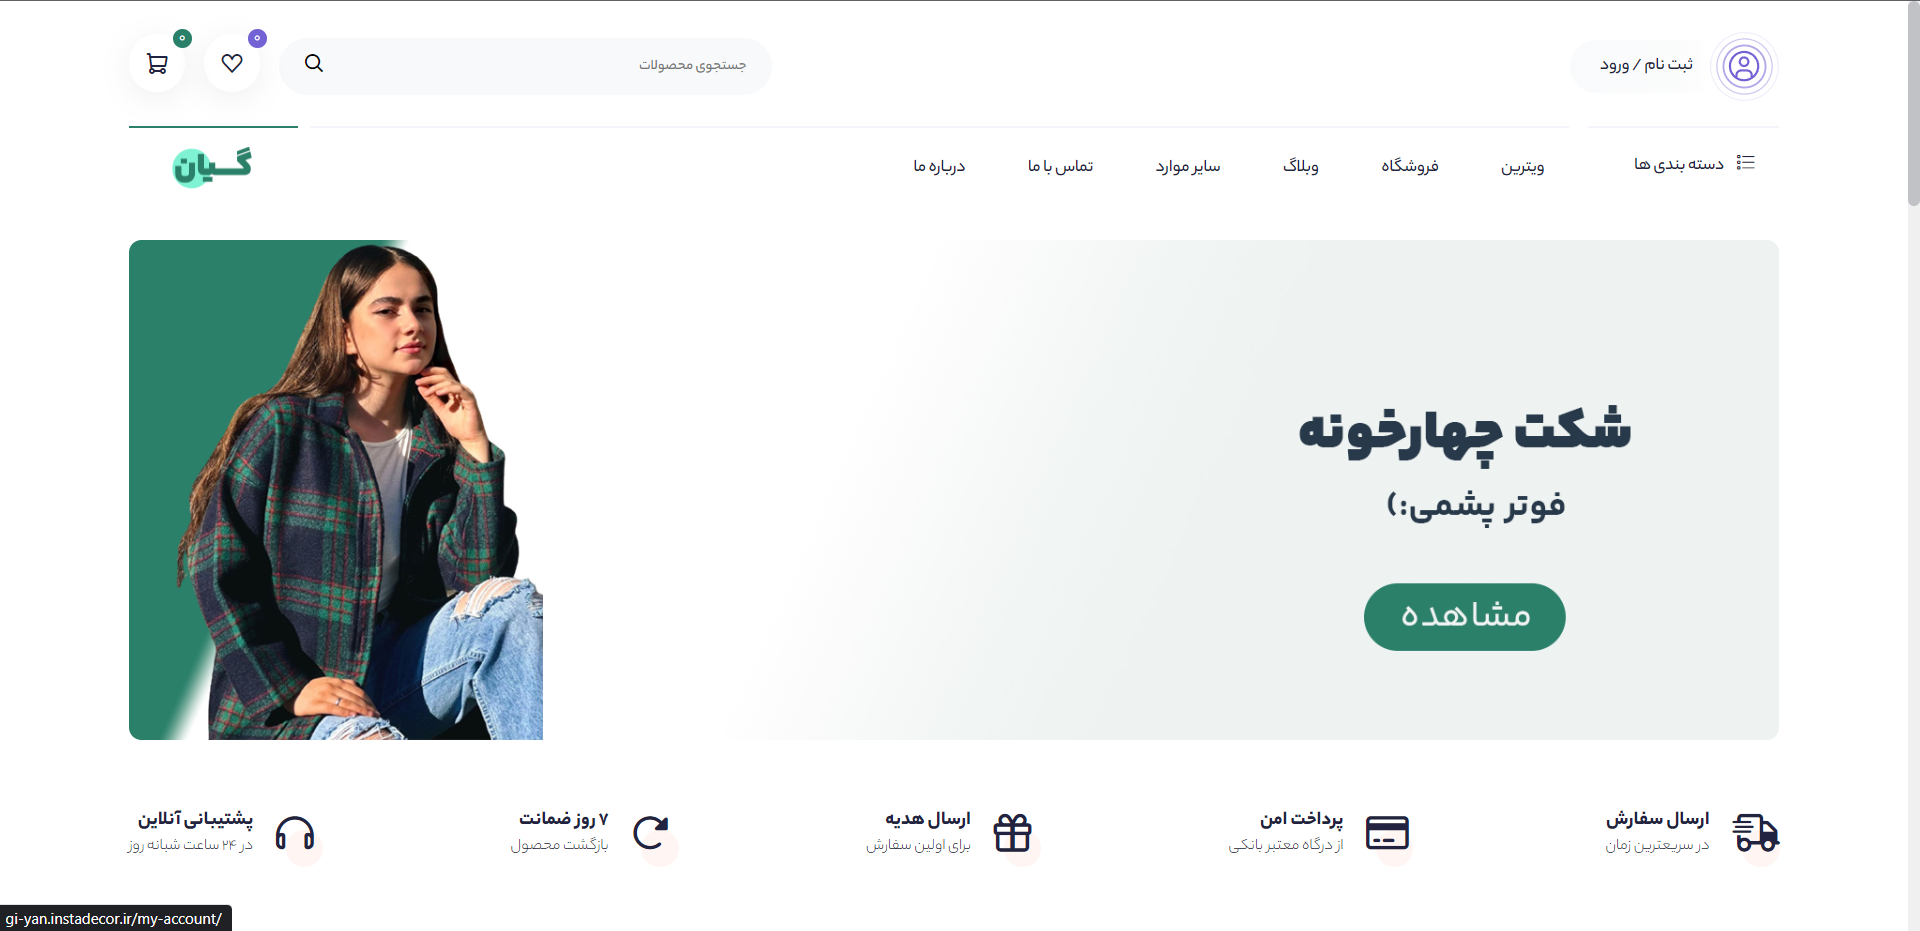 ثبت نام / ورود
جستجوی محصولات
۰
۰
دسته بندی ها
ویترین
فروشگاه
وبلاگ
سایر موارد
تماس با ما
درباره ما
گیان
شکت چهارخونه
فوتر پشمی:)
مشاهده
ارسال سفارش
در سریعترین زمان
پرداخت امن
از درگاه معتبر بانکی
ارسال هدیه
برای اولین سفارش
۷ روز ضمانت
بازگشت محصول
پشتیبانی آنلاین
در ۲۴ ساعت شبانه روز
gi-yan.instadecor.ir/my-account/